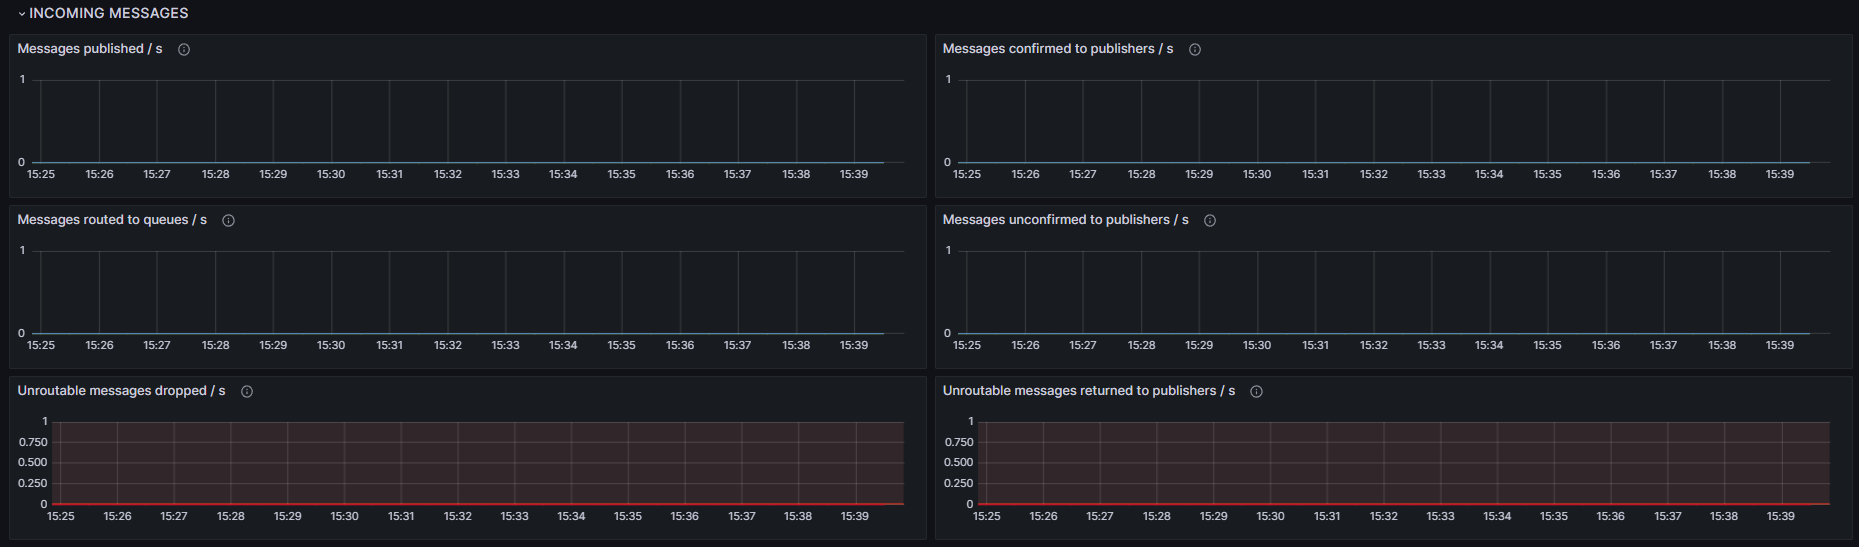 INCOMING MESSAGES
Messages published / s
1
0
15:25 15:26 15:27 15:28 15:29 15:30 15:31 15:32 15:33 15:34 15:35 15:36 15:37 15:38 15:39
Messages confirmed to publishers / s
1
0
15:25 15:26 15:27 15:28 15:29 15:30 15:31 15:32 15:33 15:34 15:35 15:36 15:37 15:38 15:39
Messages routed to queues / s
1
0
15:25 15:26 15:27 15:28 15:29 15:30 15:31 15:32 15:33 15:34 15:35 15:36 15:37 15:38 15:39
Messages unconfirmed to publishers / s
1
0
15:25 15:26 15:27 15:28 15:29 15:30 15:31 15:32 15:33 15:34 15:35 15:36 15:37 15:38 15:39
Unroutable messages dropped / s
1
0.750
0.500
0.250
0
15:25 15:26 15:27 15:28 15:29 15:30 15:31 15:32 15:33 15:34 15:35 15:36 15:37 15:38 15:39
Unroutable messages returned to publishers / s
1
0.750
0.500
0.250
0
15:25 15:26 15:27 15:28 15:29 15:30 15:31 15:32 15:33 15:34 15:35 15:36 15:37 15:38 15:39